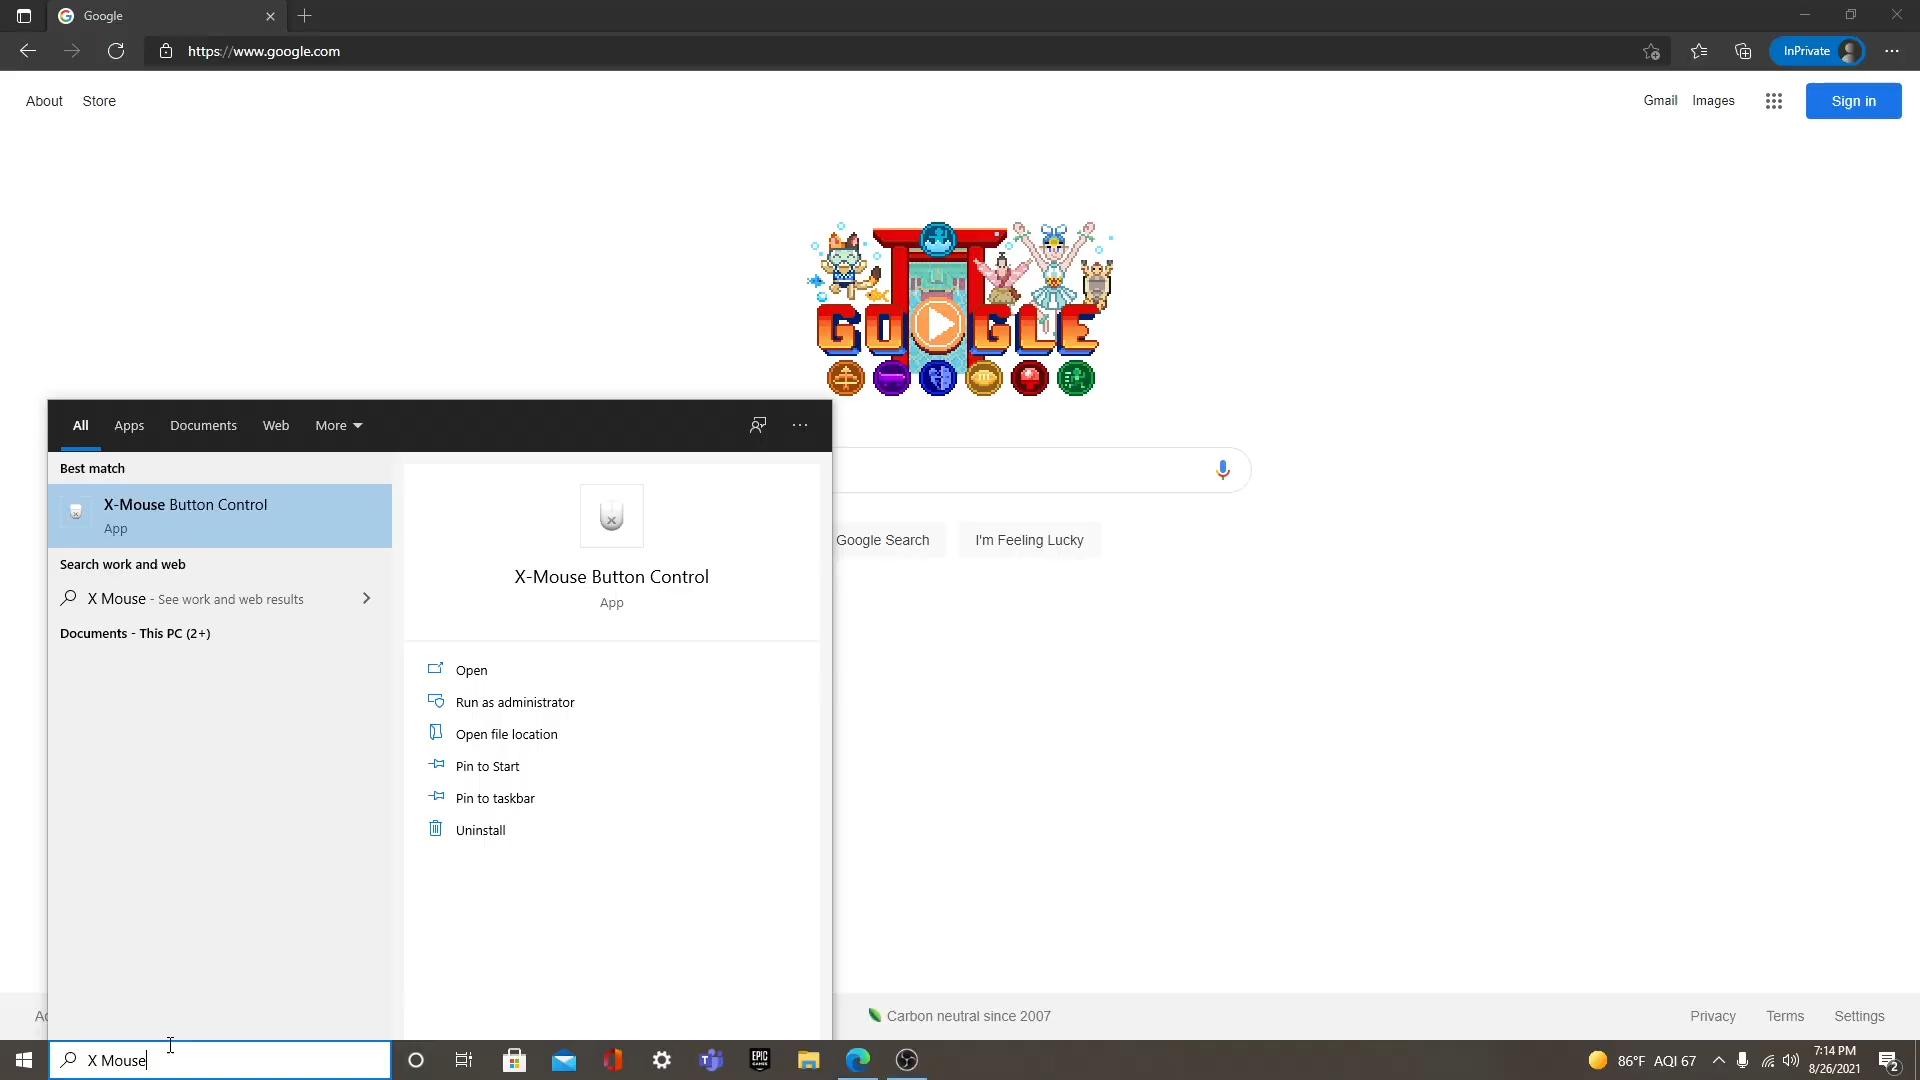 Google
https://www.google.com
InPrivate
About Store
Gmail Images
Sign in
GOOGLE
All Apps Documents Web More
Best match
X-Mouse Button Control
App
Search work and web
X Mouse - See work and web results
Documents - This PC (2+)
X-Mouse Button Control
App
Open
Run as administrator
Open file location
Pin to Start
Pin to taskbar
Uninstall
Google Search
I'm Feeling Lucky
Carbon neutral since 2007
Privacy Terms Settings
X Mouse
EPIC
GAMES
86°F AQI 67
7:14 PM
8/26/2021
2